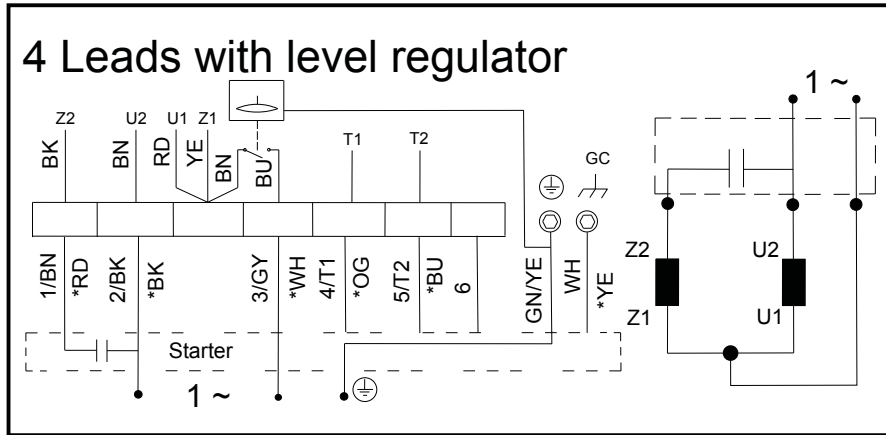 4 Leads with level regulator
1 ~
Z2 U2 U1 Z1 T1 T2 GC
BK BN RD YE BN BU
1/BN *RD 2/BK *BK 3/GY *WH 4/T1 *OG 5/T2 *BU 6 GN/YE WH *YE
Z2 U2
Z1 U1
Starter
1 ~